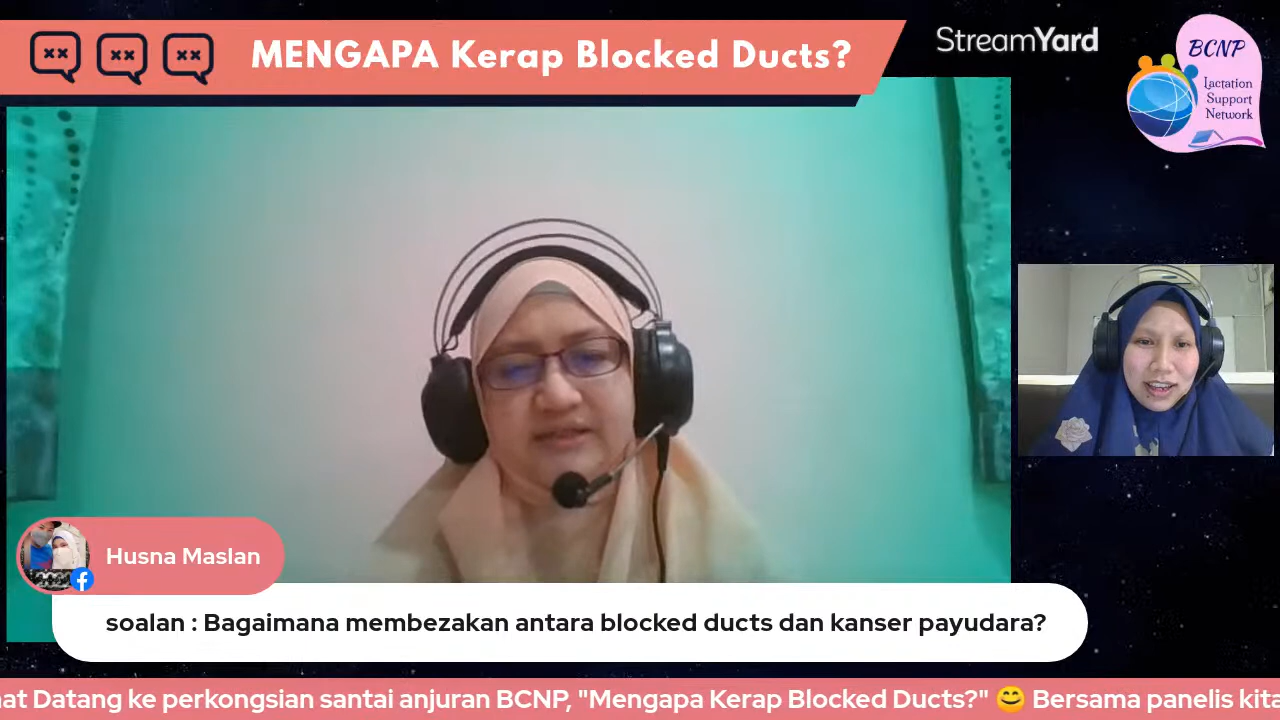 MENGAPA Kerap Blocked Ducts?
StreamYard
BCNP
Lactation
Support
Network
Husna Maslan
soalan : Bagaimana membezakan antara blocked ducts dan kanser payudara?
at Datang ke perkongsian santai anjuran BCNP, "Mengapa Kerap Blocked Ducts?" 😊 Bersama panelis kita